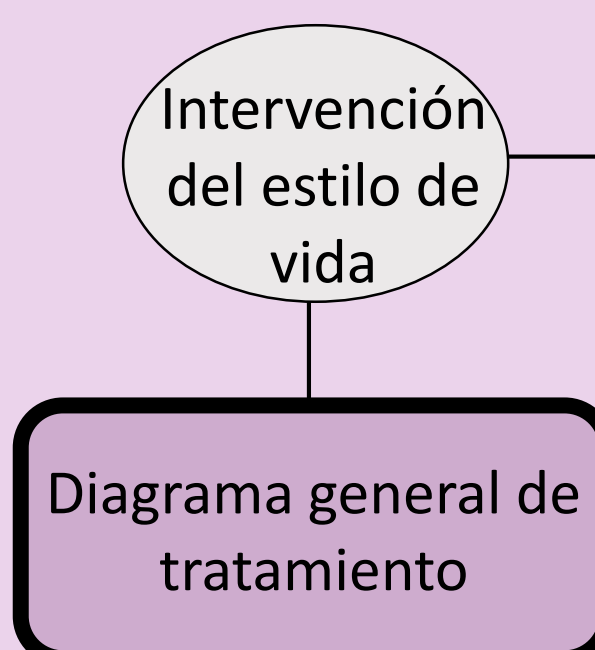 Intervención
del estilo de
vida
Diagrama general de
tratamiento